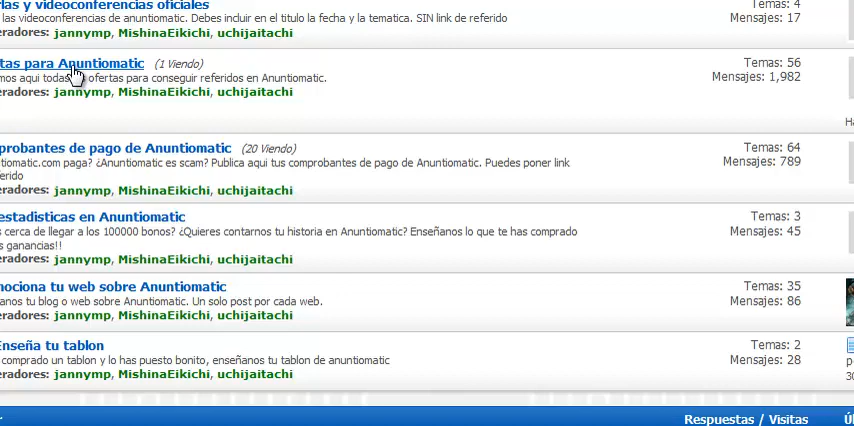 rlas y videoconferencias oficiales
Temas: 4
las videoconferencias de anuntiomatic. Debes incluir en el titulo la fecha y la tematica. SIN link de referido
Mensajes: 17
eradores: jannymp, MishinaEikichi, uchijaitachi
tas para Anuntiomatic (1 Viendo)
Temas: 56
mos aqui todas ofertas para conseguir referidos en Anuntiomatic.
Mensajes: 1,982
eradores: jannymp, MishinaEikichi, uchijaitachi
H
probantes de pago de Anuntiomatic (20 Viendo)
Temas: 64
tiomatic.com paga? ¿Anuntiomatic es scam? Publica aqui tus comprobantes de pago de Anuntiomatic. Puedes poner link
Mensajes: 789
ferido
eradores: jannymp, MishinaEikichi, uchijaitachi
estadisticas en Anuntiomatic
Temas: 3
s cerca de llegar a los 100000 bonos? ¿Quieres contarnos tu historia en Anuntiomatic? Enseñanos lo que te has comprado
Mensajes: 45
s ganancias!!
eradores: jannymp, MishinaEikichi, uchijaitachi
mociona tu web sobre Anuntiomatic
Temas: 35
anos tu blog o web sobre Anuntiomatic. Un solo post por cada web.
Mensajes: 86
eradores: jannymp, MishinaEikichi, uchijaitachi
Enseña tu tablon
Temas: 2
comprado un tablon y lo has puesto bonito, enseñanos tu tablon de anuntiomatic
Mensajes: 28
p
eradores: jannymp, MishinaEikichi, uchijaitachi
30
r
Respuestas / Visitas
Úl